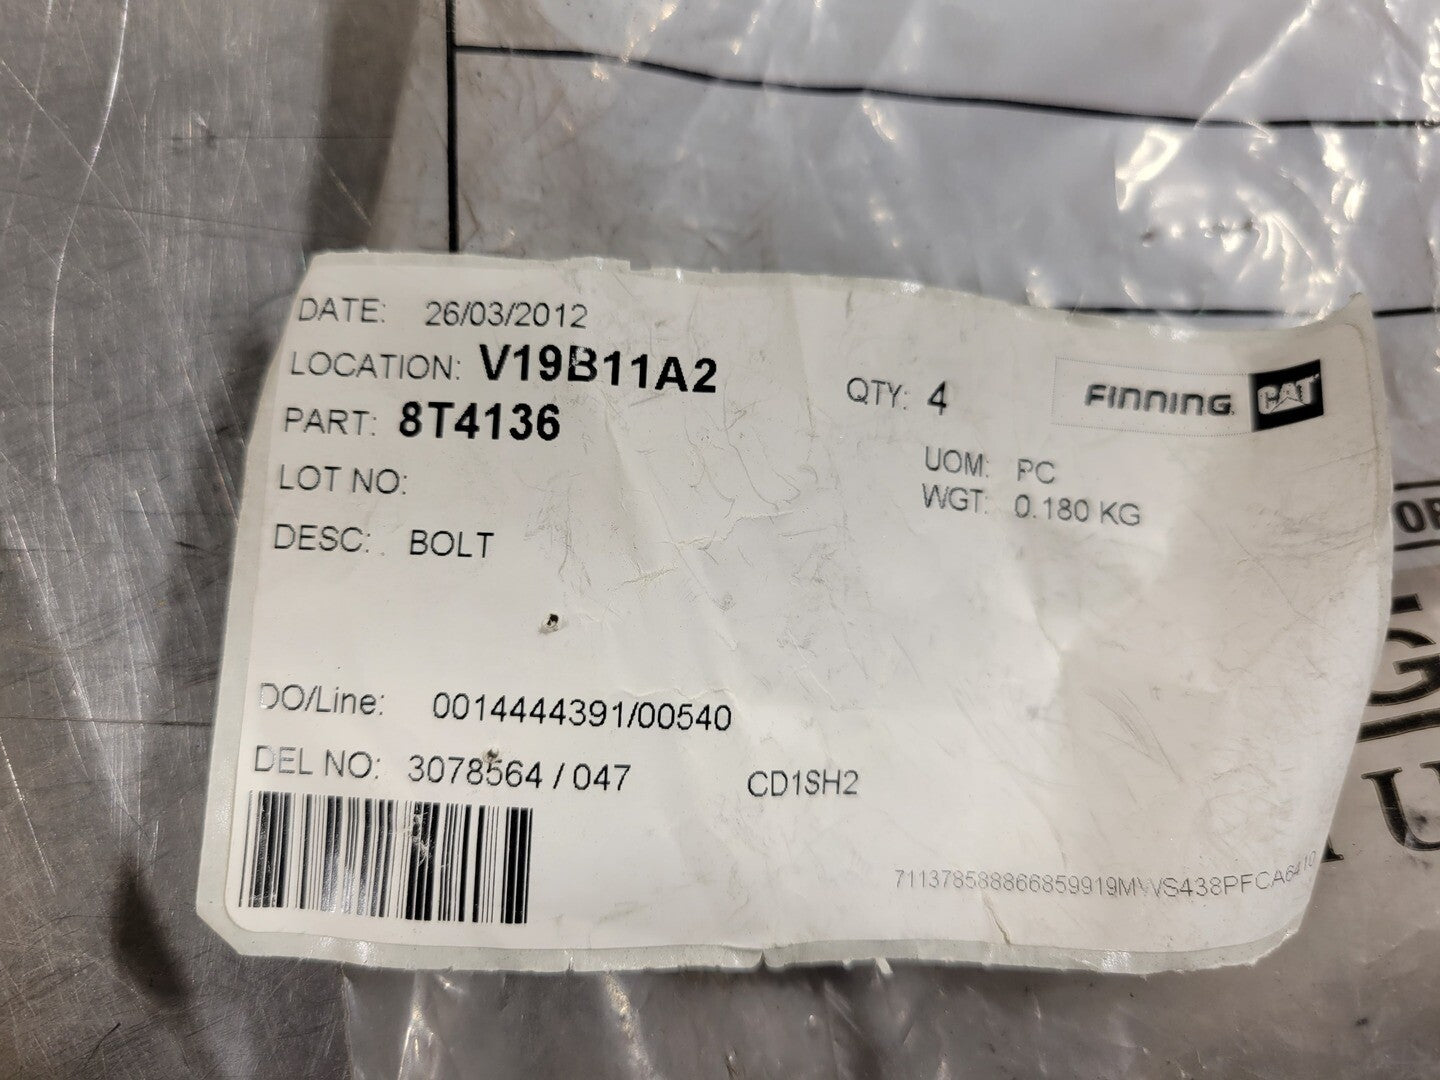 DATE: 26/03/2012
LOCATION: V19B11A2
PART: 8T4136
QTY: 4
FINNING CAT
LOT NO:
UOM: PC
WGT: 0.180 KG
DESC: BOLT
DO/Line: 0014444391/00540
DEL NO: 3078564 / 047 CD1SH2